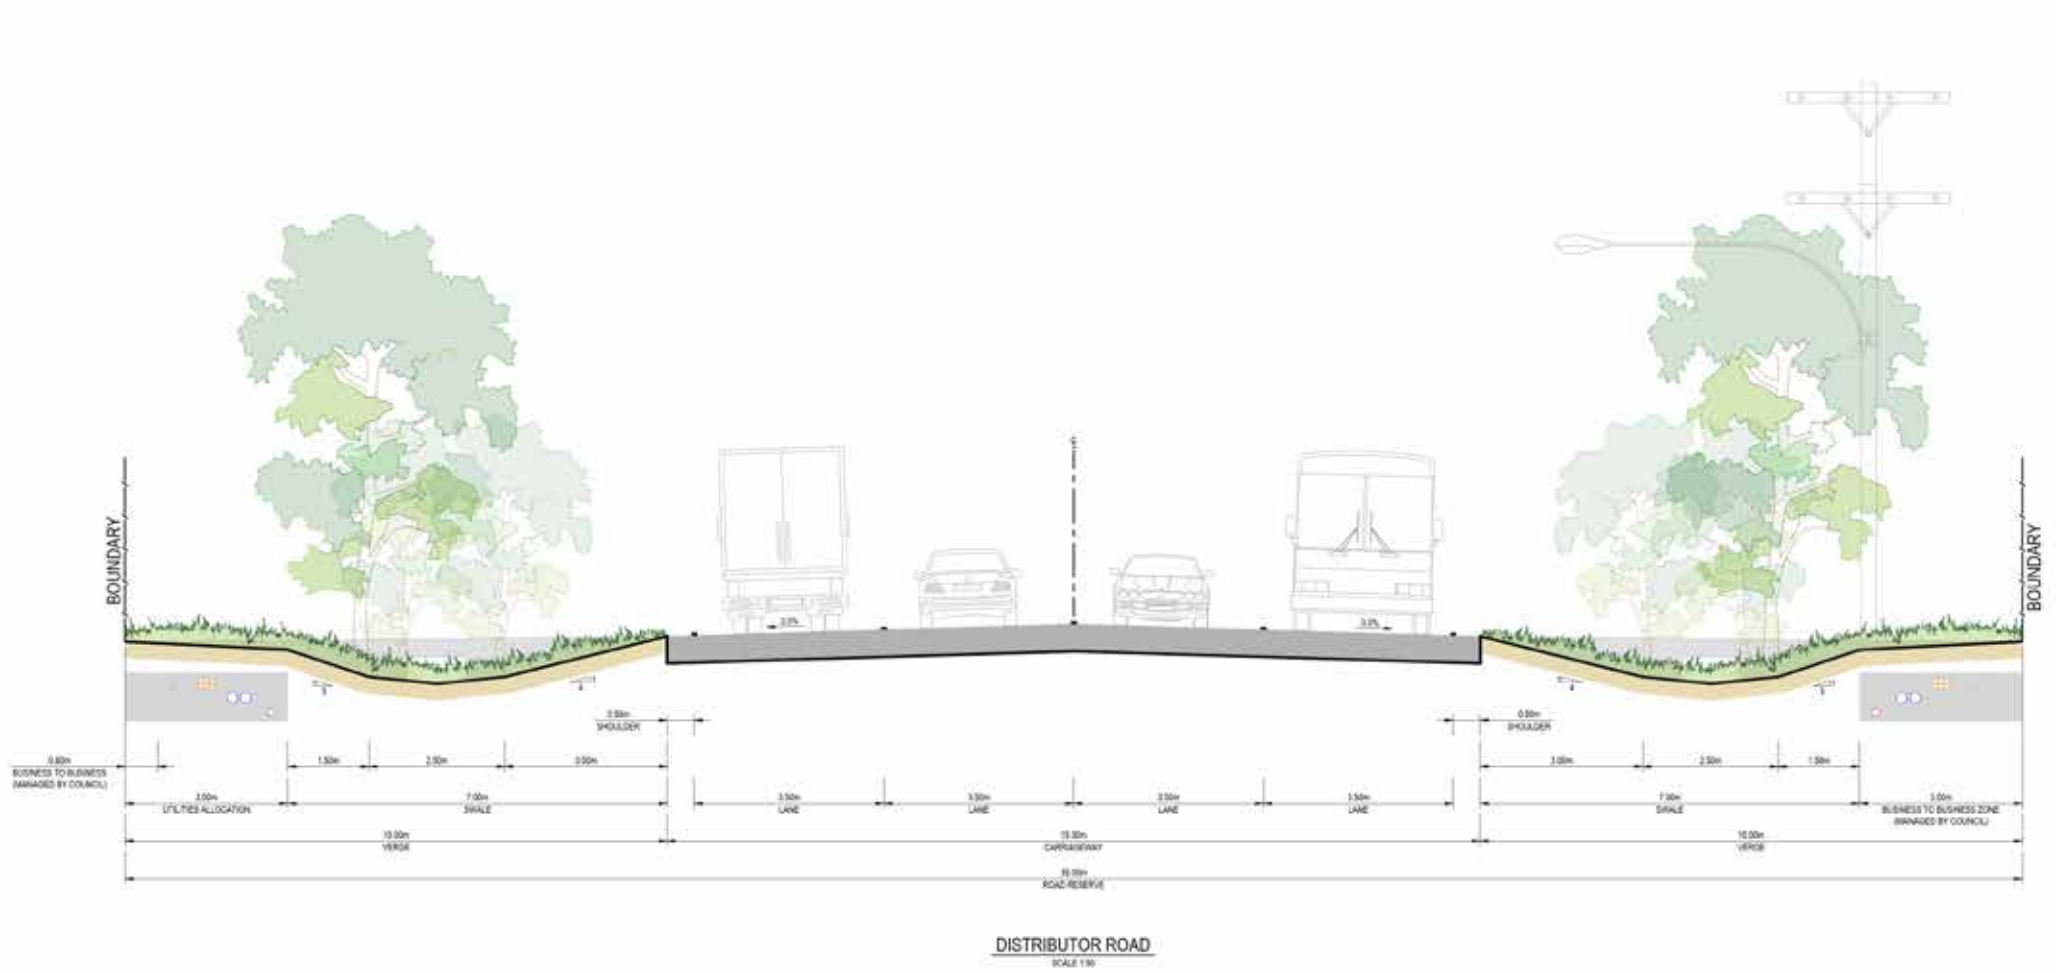 BOUNDARY
BOUNDARY
3.0%
3.0%
5
4
4
5
0.50m
SHOULDER
0.50m
SHOULDER
0.60m
BUSINESS TO BUSINESS
(MANAGED BY COUNCIL)
1.50m
2.50m
3.00m
3.00m
2.50m
1.50m
3.00m
UTILITIES ALLOCATION
7.00m
SWALE
3.50m
LANE
3.50m
LANE
3.50m
LANE
3.50m
LANE
7.00m
SWALE
3.00m
BUSINESS TO BUSINESS ZONE
(MANAGED BY COUNCIL)
10.00m
VERGE
15.00m
CARRIAGEWAY
10.00m
VERGE
35.00m
ROAD RESERVE
DISTRIBUTOR ROAD
SCALE 1:50